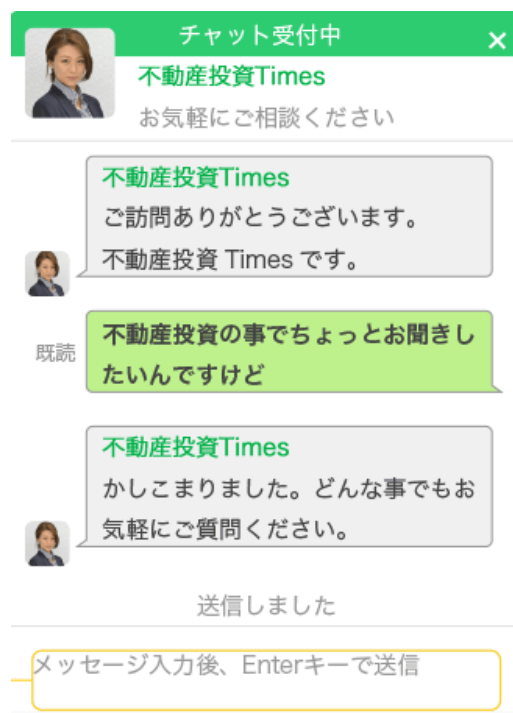 チャット受付中
×
不動産投資Times
お気軽にご相談ください
不動産投資Times
ご訪問ありがとうございます。
不動産投資 Times です。
既読
不動産投資の事でちょっとお聞きし
たいんですけど
不動産投資Times
かしこまりました。どんな事でもお
気軽にご質問ください。
送信しました
メッセージ入力後、Enterキーで送信